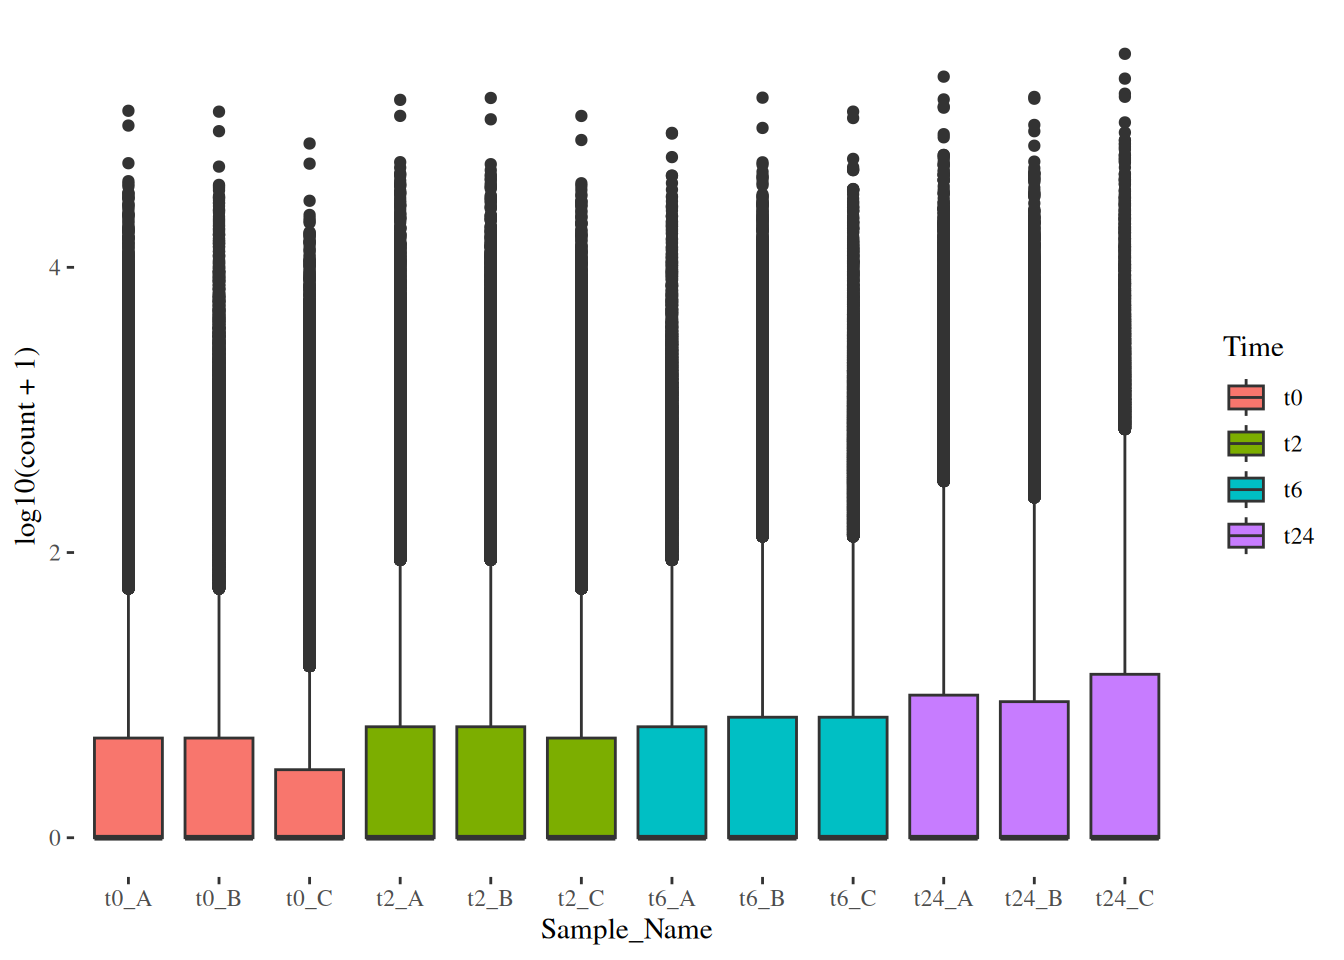 log10(count + 1)
4
2
0
t0_A t0_B t0_C t2_A t2_B t2_C t6_A t6_B t6_C t24_A t24_B t24_C
Sample_Name
Time
t0
t2
t6
t24